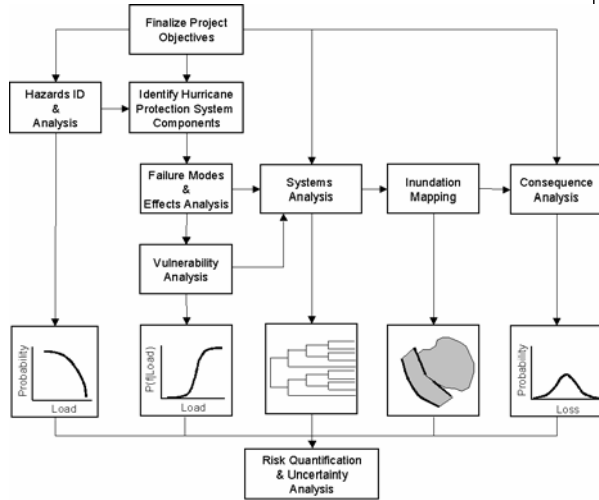 Finalize Project
Objectives
Hazards ID
&
Analysis
Identify Hurricane
Protection System
Components
Failure Modes
&
Effects Analysis
Systems
Analysis
Inundation
Mapping
Consequence
Analysis
Vulnerability
Analysis
Probability
Load
P(f|Load)
Load
Probability
Loss
Risk Quantification
& Uncertainty
Analysis